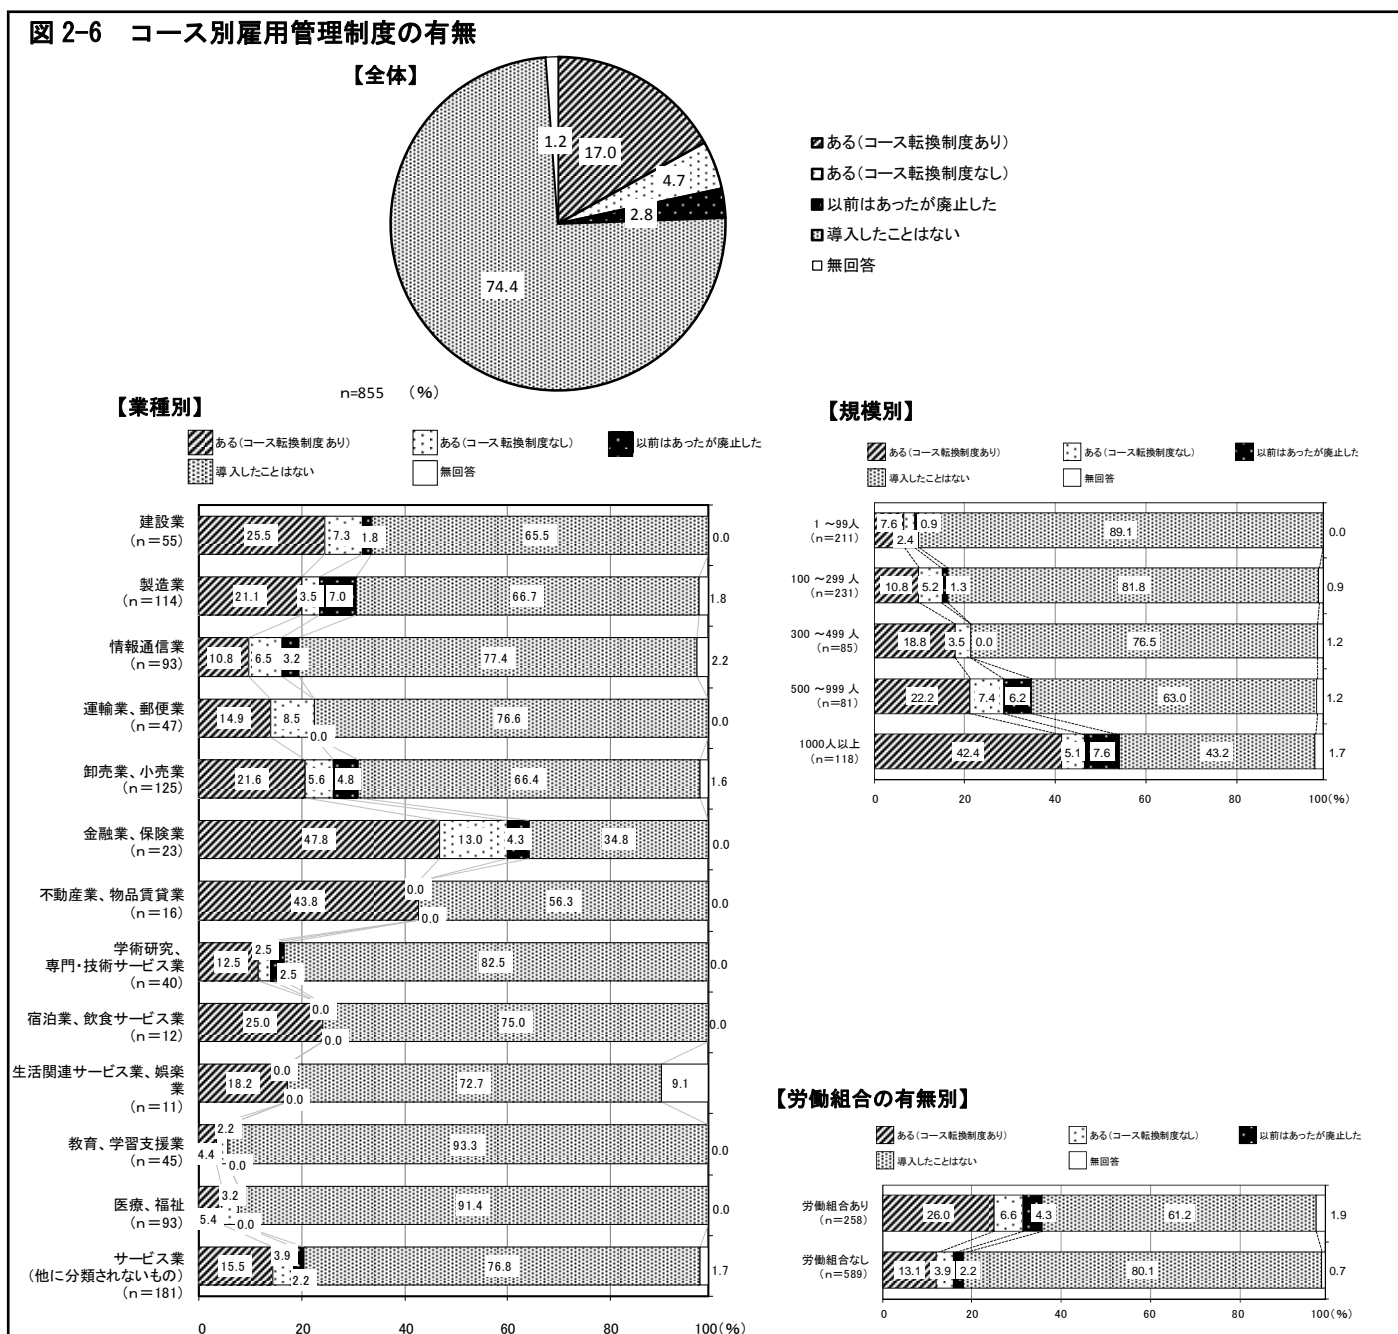 図 2-6　コース別雇用管理制度の有無
【全体】
1.2
17.0
4.7
2.8
74.4
n=855　（%）
ある（コース転換制度あり）
ある（コース転換制度なし）
以前はあったが廃止した
導入したことはない
無回答
【業種別】
ある（コース転換制度あり）　ある（コース転換制度なし）　以前はあったが廃止した
導入したことはない　無回答
建設業
（n＝55）
25.5 7.3 1.8 65.5 0.0
製造業
（n＝114）
21.1 3.5 7.0 66.7 1.8
情報通信業
（n＝93）
10.8 6.5 3.2 77.4 2.2
運輸業、郵便業
（n＝47）
14.9 8.5 0.0 76.6 0.0
卸売業、小売業
（n＝125）
21.6 5.6 4.8 66.4 1.6
金融業、保険業
（n＝23）
47.8 13.0 4.3 34.8 0.0
不動産業、物品賃貸業
（n＝16）
43.8 0.0 0.0 56.3 0.0
学術研究、
専門・技術サービス業
（n＝40）
12.5 2.5 2.5 82.5 0.0
宿泊業、飲食サービス業
（n＝12）
25.0 0.0 0.0 75.0 0.0
生活関連サービス業、娯楽
業
（n＝11）
18.2 0.0 0.0 72.7 9.1
教育、学習支援業
（n＝45）
4.4 2.2 0.0 93.3 0.0
医療、福祉
（n＝93）
5.4 3.2 0.0 91.4 0.0
サービス業
（他に分類されないもの）
（n＝181）
15.5 3.9 2.2 76.8 1.7
0 20 40 60 80 100（%）
【規模別】
ある（コース転換制度あり）　ある（コース転換制度なし）　以前はあったが廃止した
導入したことはない　無回答
1 ～99人
（n=211）
7.6 2.4 0.9 89.1 0.0
100 ～299 人
（n=231）
10.8 5.2 1.3 81.8 0.9
300 ～499 人
（n=85）
18.8 3.5 0.0 76.5 1.2
500 ～999 人
（n=81）
22.2 7.4 6.2 63.0 1.2
1000人以上
（n=118）
42.4 5.1 7.6 43.2 1.7
0 20 40 60 80 100（%）
【労働組合の有無別】
ある（コース転換制度あり）　ある（コース転換制度なし）　以前はあったが廃止した
導入したことはない　無回答
労働組合あり
（n=258）
26.0 6.6 4.3 61.2 1.9
労働組合なし
（n=589）
13.1 3.9 2.2 80.1 0.7
0 20 40 60 80 100（%）